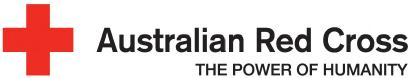 Australian Red Cross
THE POWER OF HUMANITY